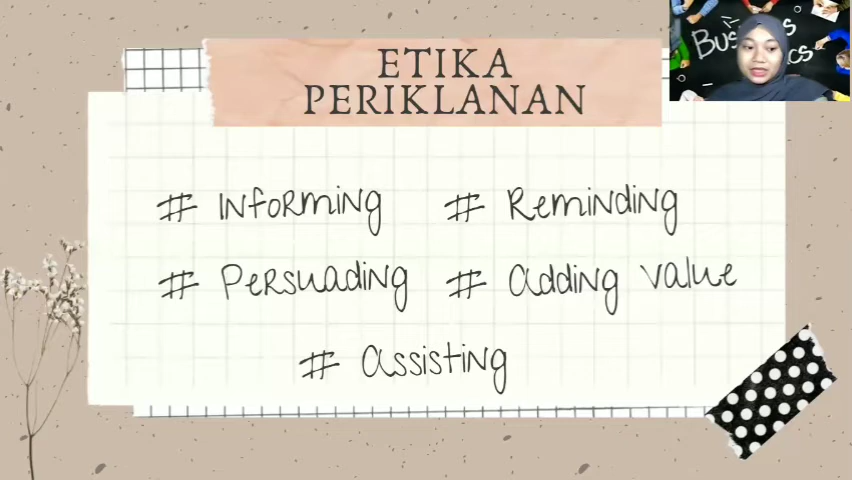 ETIKA
PERIKLANAN
# Informing # Reminding
# Persuading # adding value
# assisting